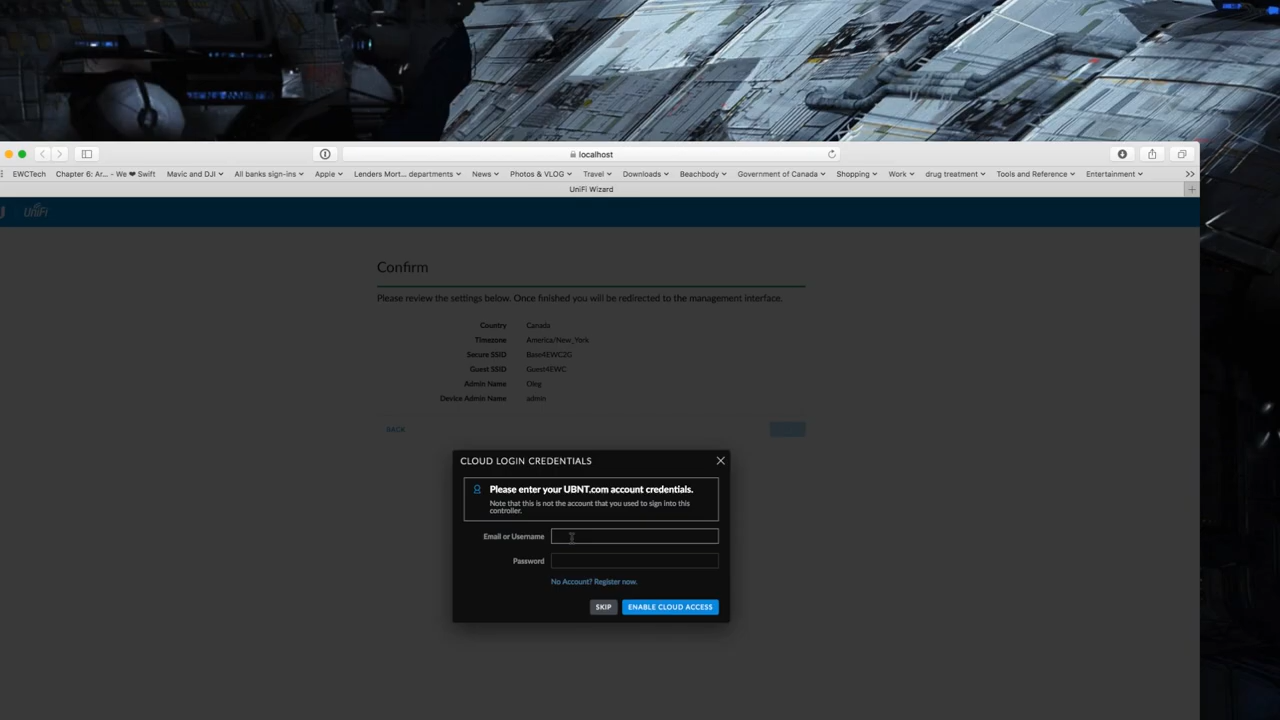 localhost
EWCTech Chapter 6: Ar... - We ❤ Swift Mavic and DJI All banks sign-ins Apple Lenders Mort... departments News Photos & VLOG Travel Downloads Beachbody Government of Canada Shopping Work drug treatment Tools and Reference Entertainment
UniFi Wizard
UniFi
Confirm
Please review the settings below. Once finished you will be redirected to the management interface.
Country Canada
Timezone America/New_York
Secure SSID Base4EWC2G
Guest SSID Guest4EWC
Admin Name Oleg
Device Admin Name admin
BACK
CLOUD LOGIN CREDENTIALS
Please enter your UBNT.com account credentials.
Note that this is not the account that you used to sign into this
controller.
Email or Username
Password
No Account? Register now.
SKIP ENABLE CLOUD ACCESS